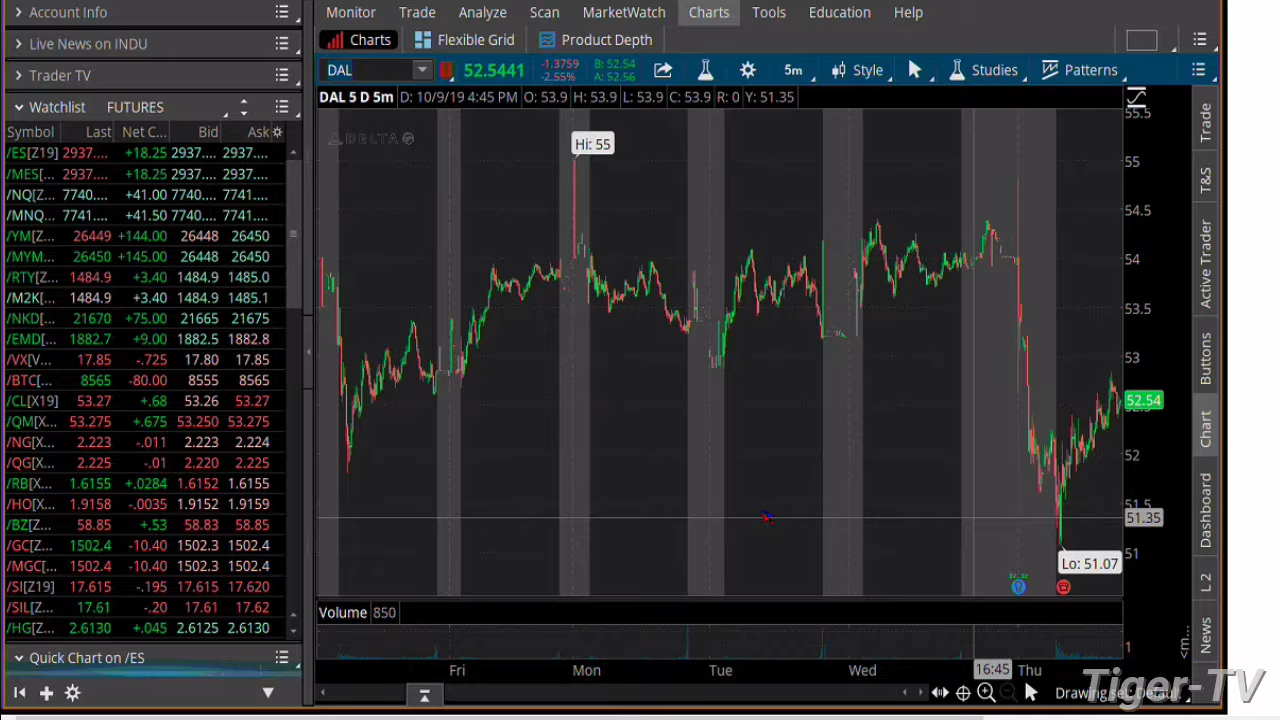 Account Info
Monitor Trade Analyze Scan MarketWatch Charts Tools Education Help
Live News on INDU
Charts Flexible Grid Product Depth
Trader TV
DAL 52.5441 -1.3759 -2.55% B: 52.54 A: 52.56 5m Style Studies Patterns
Watchlist FUTURES
DAL 5 D 5m D: 10/9/19 4:45 PM O: 53.9 H: 53.9 L: 53.9 C: 53.9 R: 0 Y: 51.35
Symbol Last Net C... Bid Ask
/ES[Z19] 2937.... +18.25 2937.... 2937....
/MES[... 2937.... +18.25 2937.... 2937....
/NQ[Z... 7740.... +41.00 7740.... 7741....
/MNQ... 7741.... +41.50 7740.... 7741....
/YM[Z... 26449 +144.00 26448 26450
/MYM... 26450 +145.00 26448 26450
/RTY[Z... 1484.9 +3.40 1484.9 1485.0
/M2K[... 1484.9 +3.40 1484.9 1485.1
/NKD[... 21670 +75.00 21665 21675
/EMD[... 1882.7 +9.00 1882.5 1882.8
/VX[V... 17.85 -.725 17.80 17.85
/BTC[... 8565 -80.00 8555 8565
/CL[X19] 53.27 +.68 53.26 53.27
/QM[X... 53.275 +.675 53.250 53.275
/NG[X... 2.223 -.011 2.223 2.224
/QG[X... 2.225 -.01 2.220 2.225
/RB[X... 1.6155 +.0284 1.6152 1.6155
/HO[X... 1.9158 -.0035 1.9152 1.9159
/BZ[Z... 58.85 +.53 58.83 58.85
/GC[Z... 1502.4 -10.40 1502.3 1502.4
/MGC[... 1502.4 -10.40 1502.3 1502.4
/SI[Z19] 17.615 -.195 17.615 17.620
/SIL[Z... 17.61 -.20 17.61 17.62
/HG[Z... 2.6130 +.045 2.6125 2.6130
Quick Chart on /ES
DELTA
Hi: 55
Lo: 51.07
55.5
55
54.5
54
53.5
53
52.54
52
51.5
51.35
51
Volume 850
1
Fri Mon Tue Wed 16:45 Thu
Drawing set: Default
Trade
T&S
Active Trader
Buttons
Chart
Dashboard
L 2
News
<m...
Tiger-TV